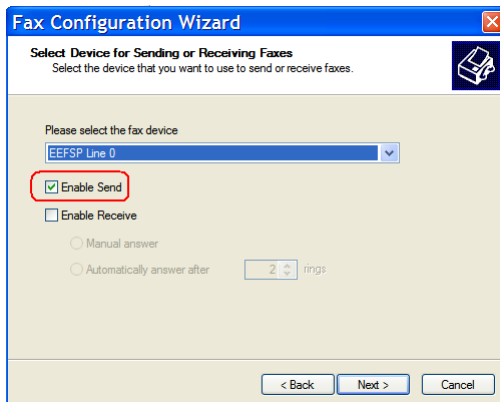 Fax Configuration Wizard
Select Device for Sending or Receiving Faxes
Select the device that you want to use to send or receive faxes.
Please select the fax device
EEFSP Line 0
Enable Send
Enable Receive
Manual answer
Automatically answer after 2 rings
< Back Next > Cancel